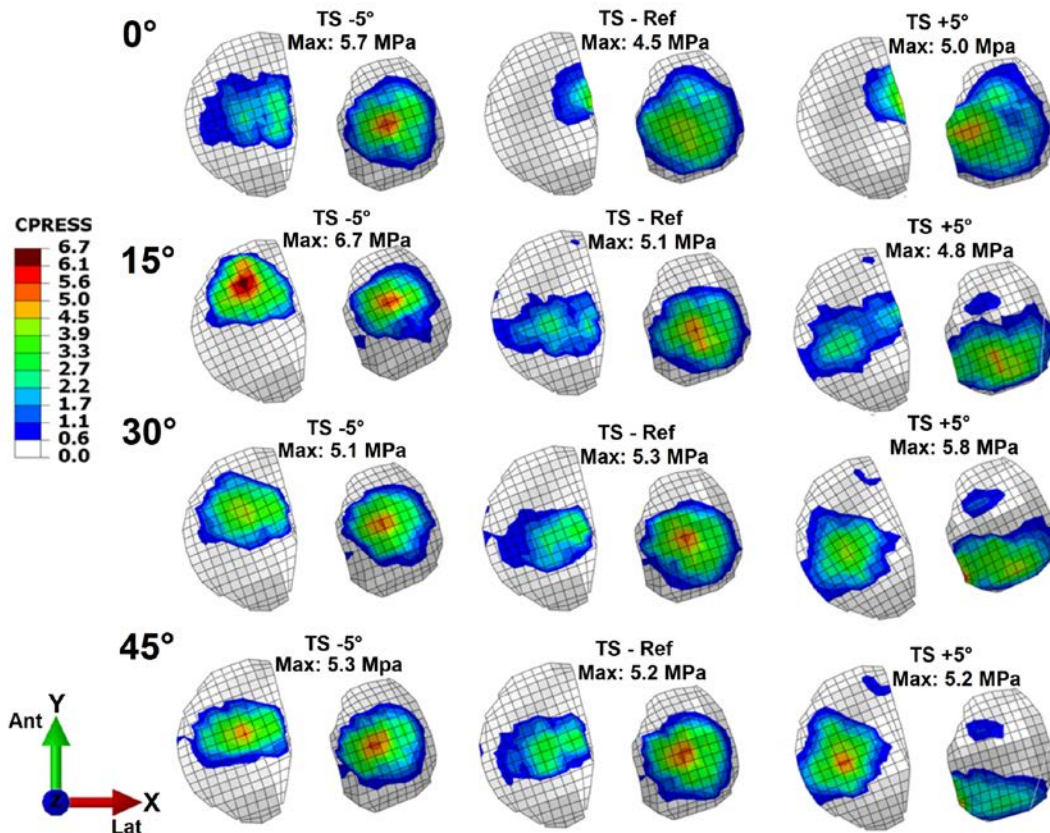 0°
TS -5°
Max: 5.7 MPa
TS - Ref
Max: 4.5 MPa
TS +5°
Max: 5.0 Mpa
CPRESS
6.7
6.1
5.6
5.0
4.5
3.9
3.3
2.7
2.2
1.7
1.1
0.6
0.0
15°
TS -5°
Max: 6.7 MPa
TS - Ref
Max: 5.1 MPa
TS +5°
Max: 4.8 MPa
30°
TS -5°
Max: 5.1 MPa
TS - Ref
Max: 5.3 MPa
TS +5°
Max: 5.8 MPa
45°
TS -5°
Max: 5.3 Mpa
TS - Ref
Max: 5.2 MPa
TS +5°
Max: 5.2 MPa
Ant
Y
Z
X
Lat